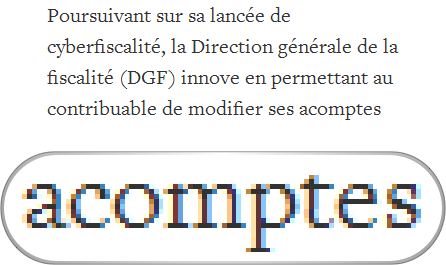 Poursuivant sur sa lancée de
cyberfiscalité, la Direction générale de la
fiscalité (DGF) innove en permettant au
contribuable de modifier ses acomptes
acomptes